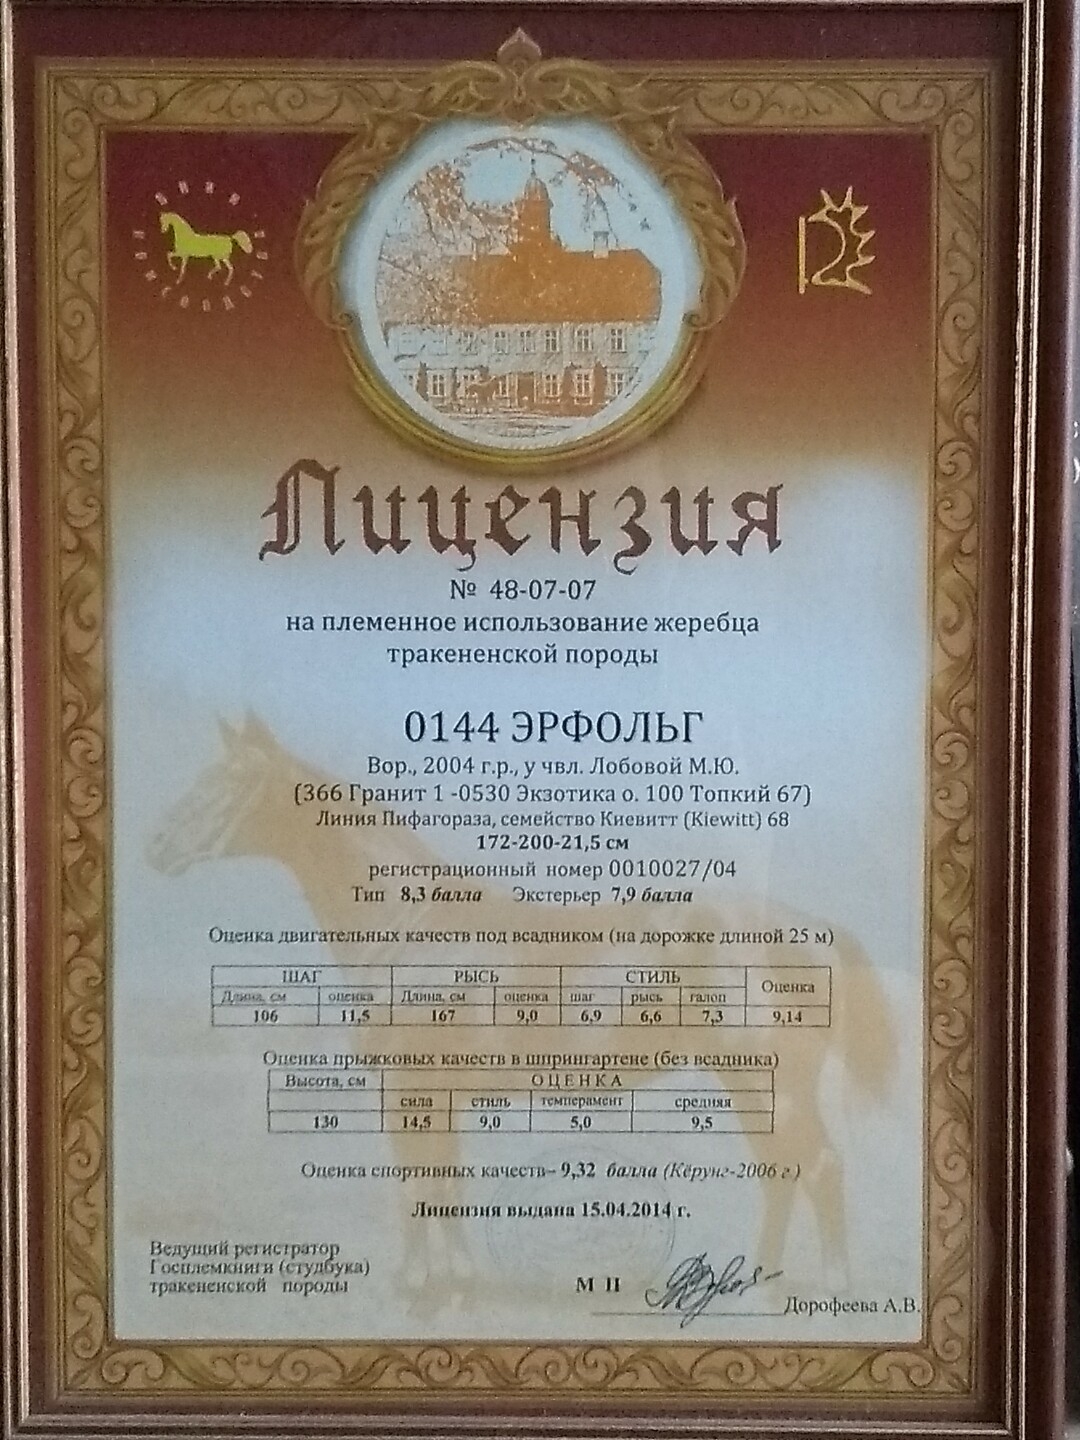 ВНИИ
КОНЕВОДСТВА
Лицензия
№ 48-07-07
на племенное использование жеребца
тракененской породы
0144 ЭРФОЛЬГ
Вор., 2004 г.р., у чвл. Лобовой М.Ю.
(366 Гранит 1 -0530 Экзотика о. 100 Топкий 67)
Линия Пифагораза, семейство Киевитт (Kiewitt) 68
172-200-21,5 см
регистрационный номер 0010027/04
Тип 8,3 балла Экстерьер 7,9 балла
Оценка двигательных качеств под всадником (на дорожке длиной 25 м)
ШАГ РЫСЬ СТИЛЬ Оценка
Длина, см оценка Длина, см оценка шаг рысь галоп
106 11,5 167 9,0 6,9 6,6 7,3 9,14
Оценка прыжковых качеств в шпрингартене (без всадника)
Высота, см ОЦЕНКА
сила стиль темперамент средняя
130 14,5 9,0 5,0 9,5
Оценка спортивных качеств– 9,32 балла (Кёрунг-2006 г.)
Лицензия выдана 15.04.2014 г.
Ведущий регистратор
Госплемкниги (студбука)
тракененской породы
М П
Дорофеева А.В.